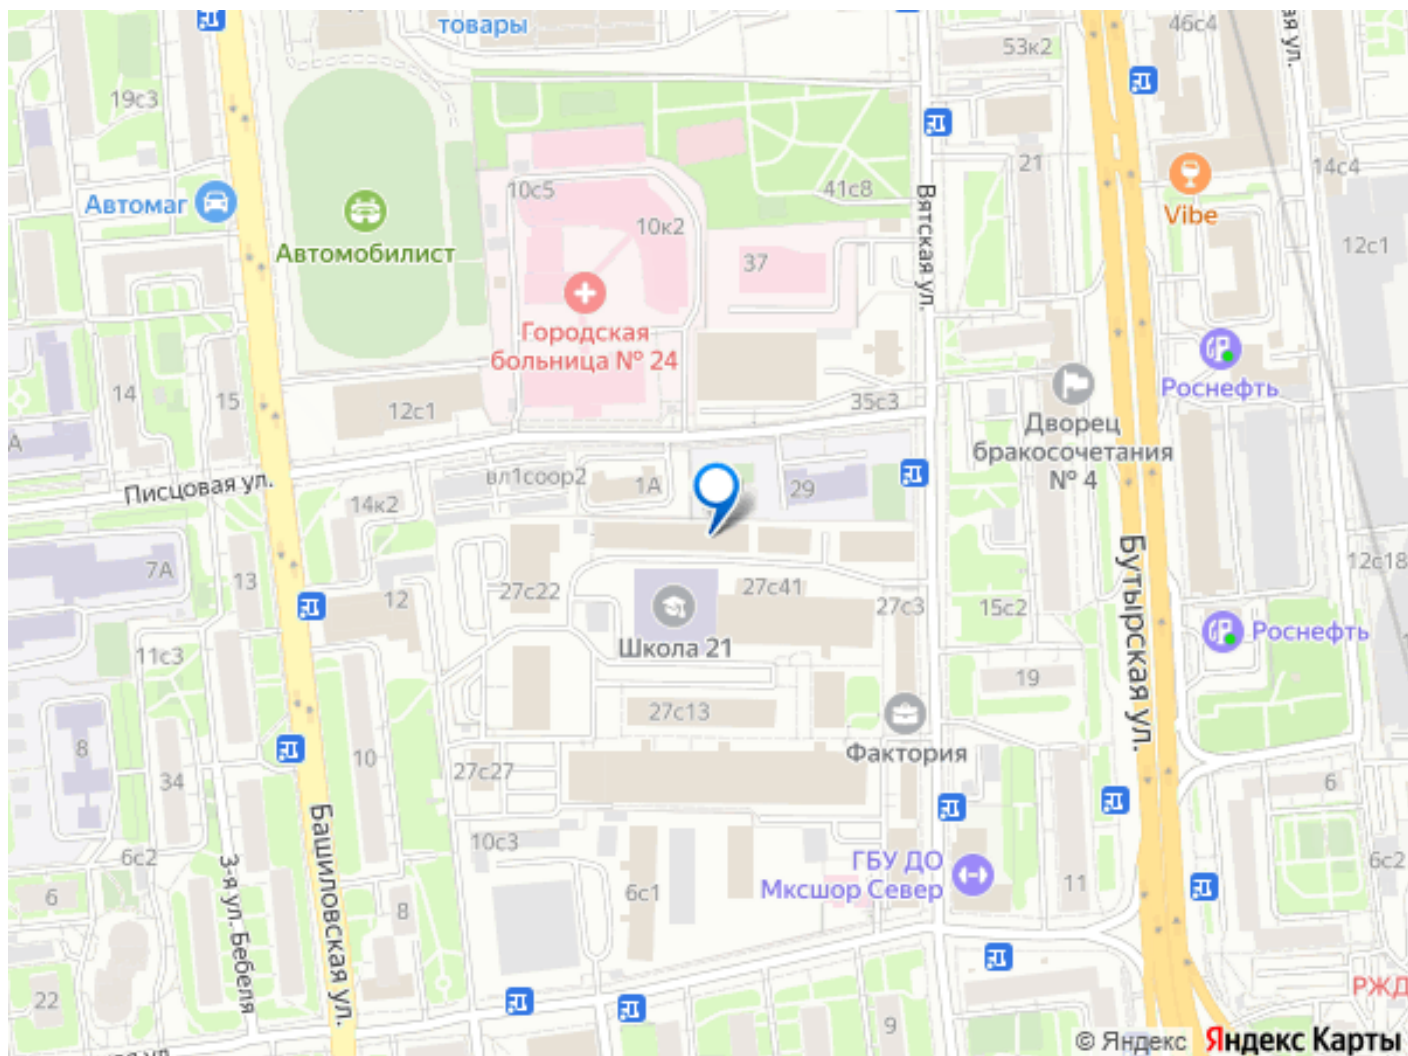 товары
46с4
53к2
19с3
21
14с4
10с5
41с8
Вятская ул.
Автомаг
10к2
Vibe
12с1
Автомобилист
37
Городская
больница № 24
Роснефть
14
15
12с1
35с3
Дворец
бракосочетания
№ 4
Писцовая ул.
вл1соор2
1А
29
14к2
Бутырская ул.
7А
13
12
27с22
27с41
27с3
15с2
12с18
Школа 21
Роснефть
11с3
19
27с13
8
34
10
27с27
Фактория
6
Башиловская ул.
10с3
6с2
3-я ул. Бебеля
6
8
6с1
ГБУ ДО
Мксшор Север
11
6с2
22
9
РЖД
© Яндекс
Яндекс Карты